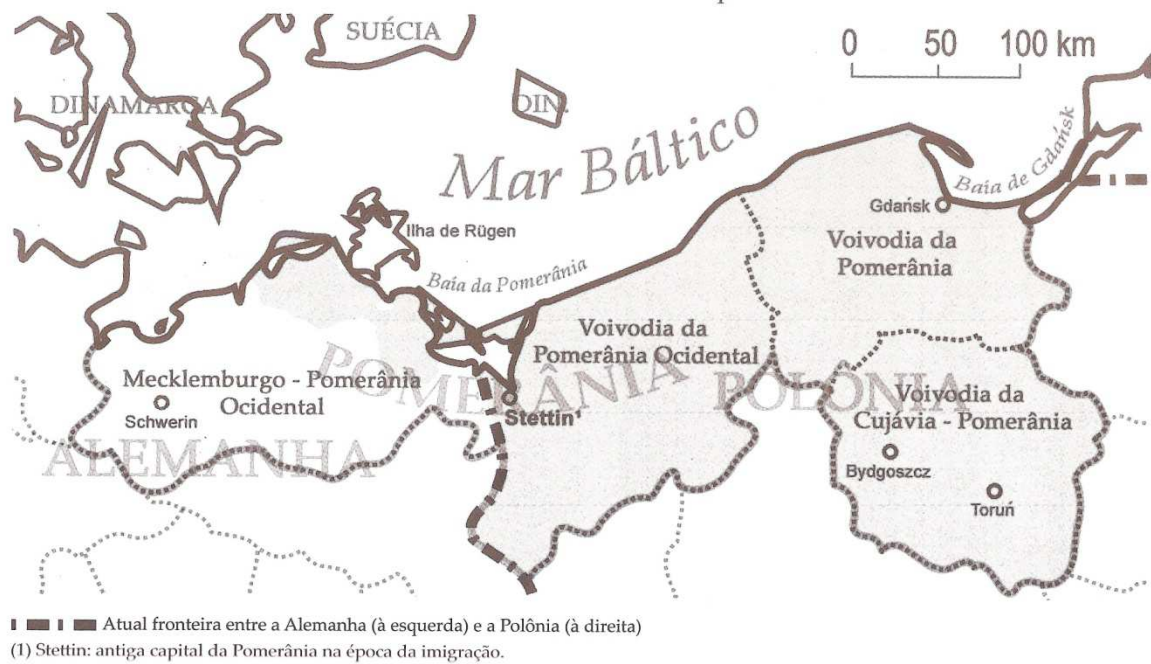 SUÉCIA
0 50 100 km
DINAMARCA
DIN.
Mar Báltico
Baía de Gdańsk
Gdańsk
Ilha de Rügen
Voivodia da
Pomerânia
Baía da Pomerânia
Voivodia da
Pomerânia Ocidental
POMERÂNIA
POLÔNIA
Mecklemburgo - Pomerânia
Ocidental
Schwerin
Stettin¹
Voivodia da
Cujávia - Pomerânia
ALEMANHA
Bydgoszcz
Toruń
Atual fronteira entre a Alemanha (à esquerda) e a Polônia (à direita)
(1) Stettin: antiga capital da Pomerânia na época da imigração.